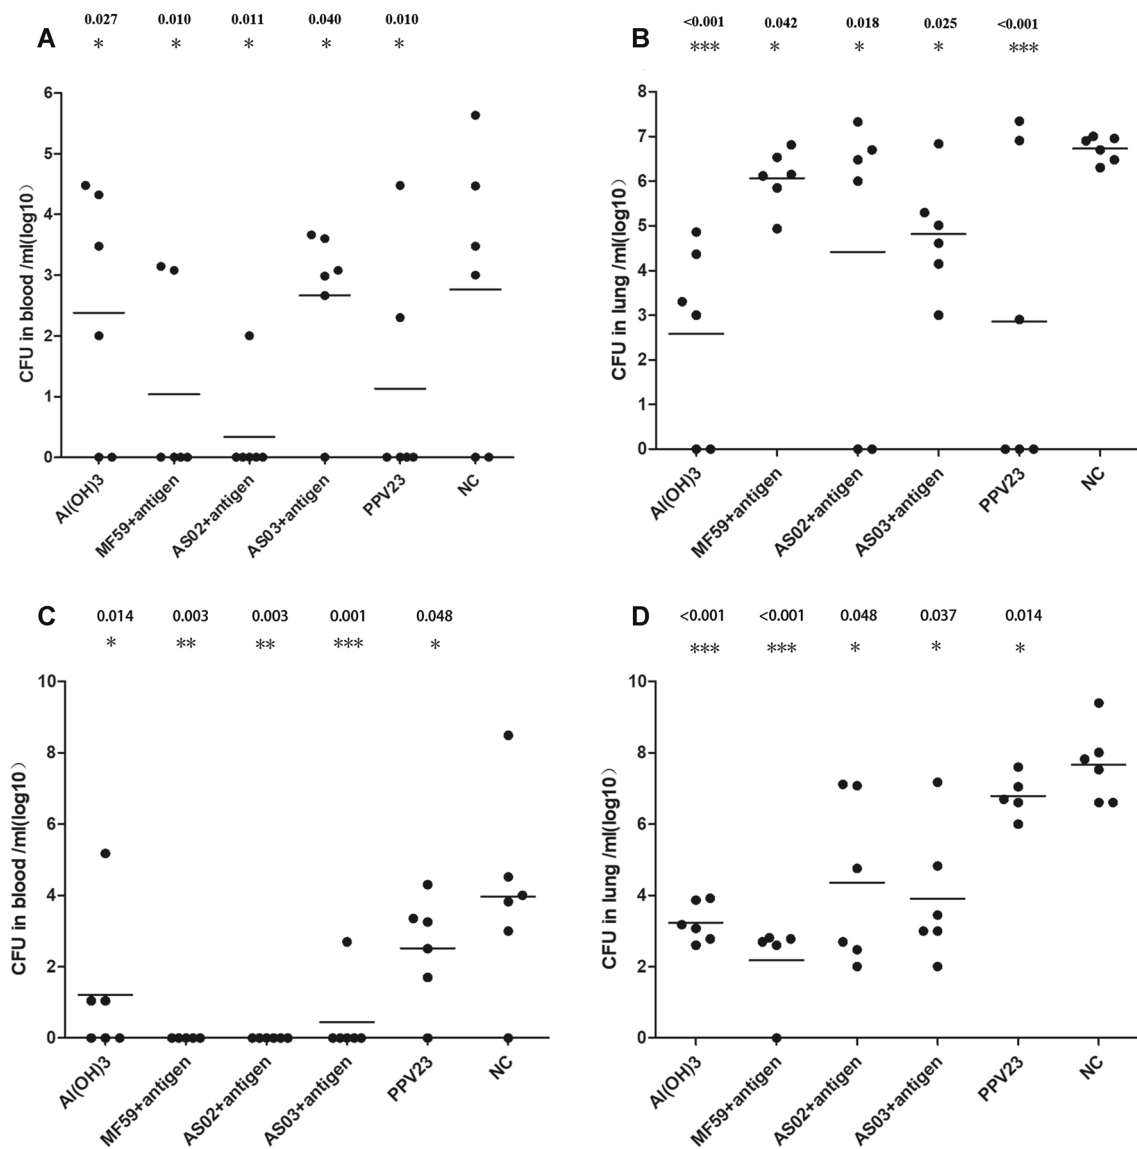 A
0.027 0.010 0.011 0.040 0.010
* * * * *
CFU in blood /ml(log10)
6
5
4
3
2
1
0
Al(OH)3 MF59+antigen AS02+antigen AS03+antigen PPV23 NC
B
<0.001 0.042 0.018 0.025 <0.001
*** * * * ***
CFU in lung /ml(log10)
8
7
6
5
4
3
2
1
0
Al(OH)3 MF59+antigen AS02+antigen AS03+antigen PPV23 NC
C
0.014 0.003 0.003 0.001 0.048
* ** ** *** *
CFU in blood /ml(log10)
10
8
6
4
2
0
Al(OH)3 MF59+antigen AS02+antigen AS03+antigen PPV23 NC
D
<0.001 <0.001 0.048 0.037 0.014
*** *** * * *
CFU in lung /ml(log10)
10
8
6
4
2
0
Al(OH)3 MF59+antigen AS02+antigen AS03+antigen PPV23 NC